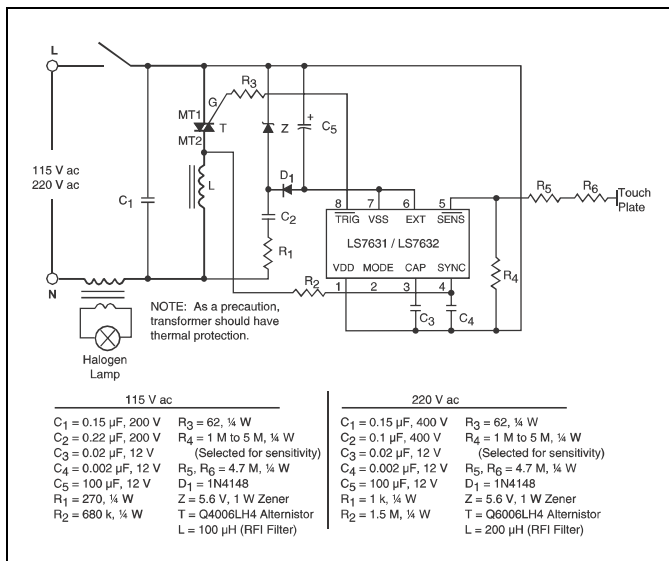 L
115 V ac
220 V ac
N
C1
MT1
G
T
MT2
L
R3
Z
C5
+
D1
C2
R1
8 7 6 5
TRIG VSS EXT SENS
LS7631 / LS7632
VDD MODE CAP SYNC
1 2 3 4
R5
R6
Touch
Plate
R4
R2
C3
C4
NOTE: As a precaution,
transformer should have
thermal protection.
Halogen
Lamp
115 V ac
C1 = 0.15 µF, 200 V
C2 = 0.22 µF, 200 V
C3 = 0.02 µF, 12 V
C4 = 0.002 µF, 12 V
C5 = 100 µF, 12 V
R1 = 270, ¼ W
R2 = 680 k, ¼ W
R3 = 62, ¼ W
R4 = 1 M to 5 M, ¼ W
(Selected for sensitivity)
R5, R6 = 4.7 M, ¼ W
D1 = 1N4148
Z = 5.6 V, 1 W Zener
T = Q4006LH4 Alternistor
L = 100 µH (RFI Filter)
220 V ac
C1 = 0.15 µF, 400 V
C2 = 0.1 µF, 400 V
C3 = 0.02 µF, 12 V
C4 = 0.002 µF, 12 V
C5 = 100 µF, 12 V
R1 = 1 k, ¼ W
R2 = 1.5 M, ¼ W
R3 = 62, ¼ W
R4 = 1 M to 5 M, ¼ W
(Selected for sensitivity)
R5, R6 = 4.7 M, ¼ W
D1 = 1N4148
Z = 5.6 V, 1 W Zener
T = Q6006LH4 Alternistor
L = 200 µH (RFI Filter)